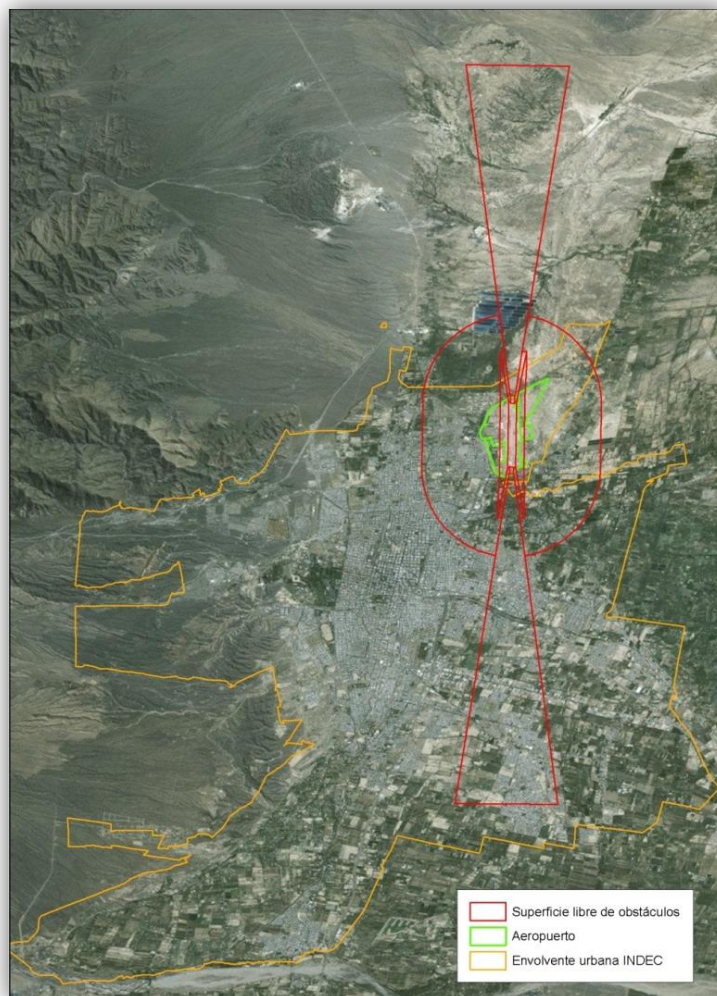 Superficie libre de obstáculos
Aeropuerto
Envolvente urbana INDEC